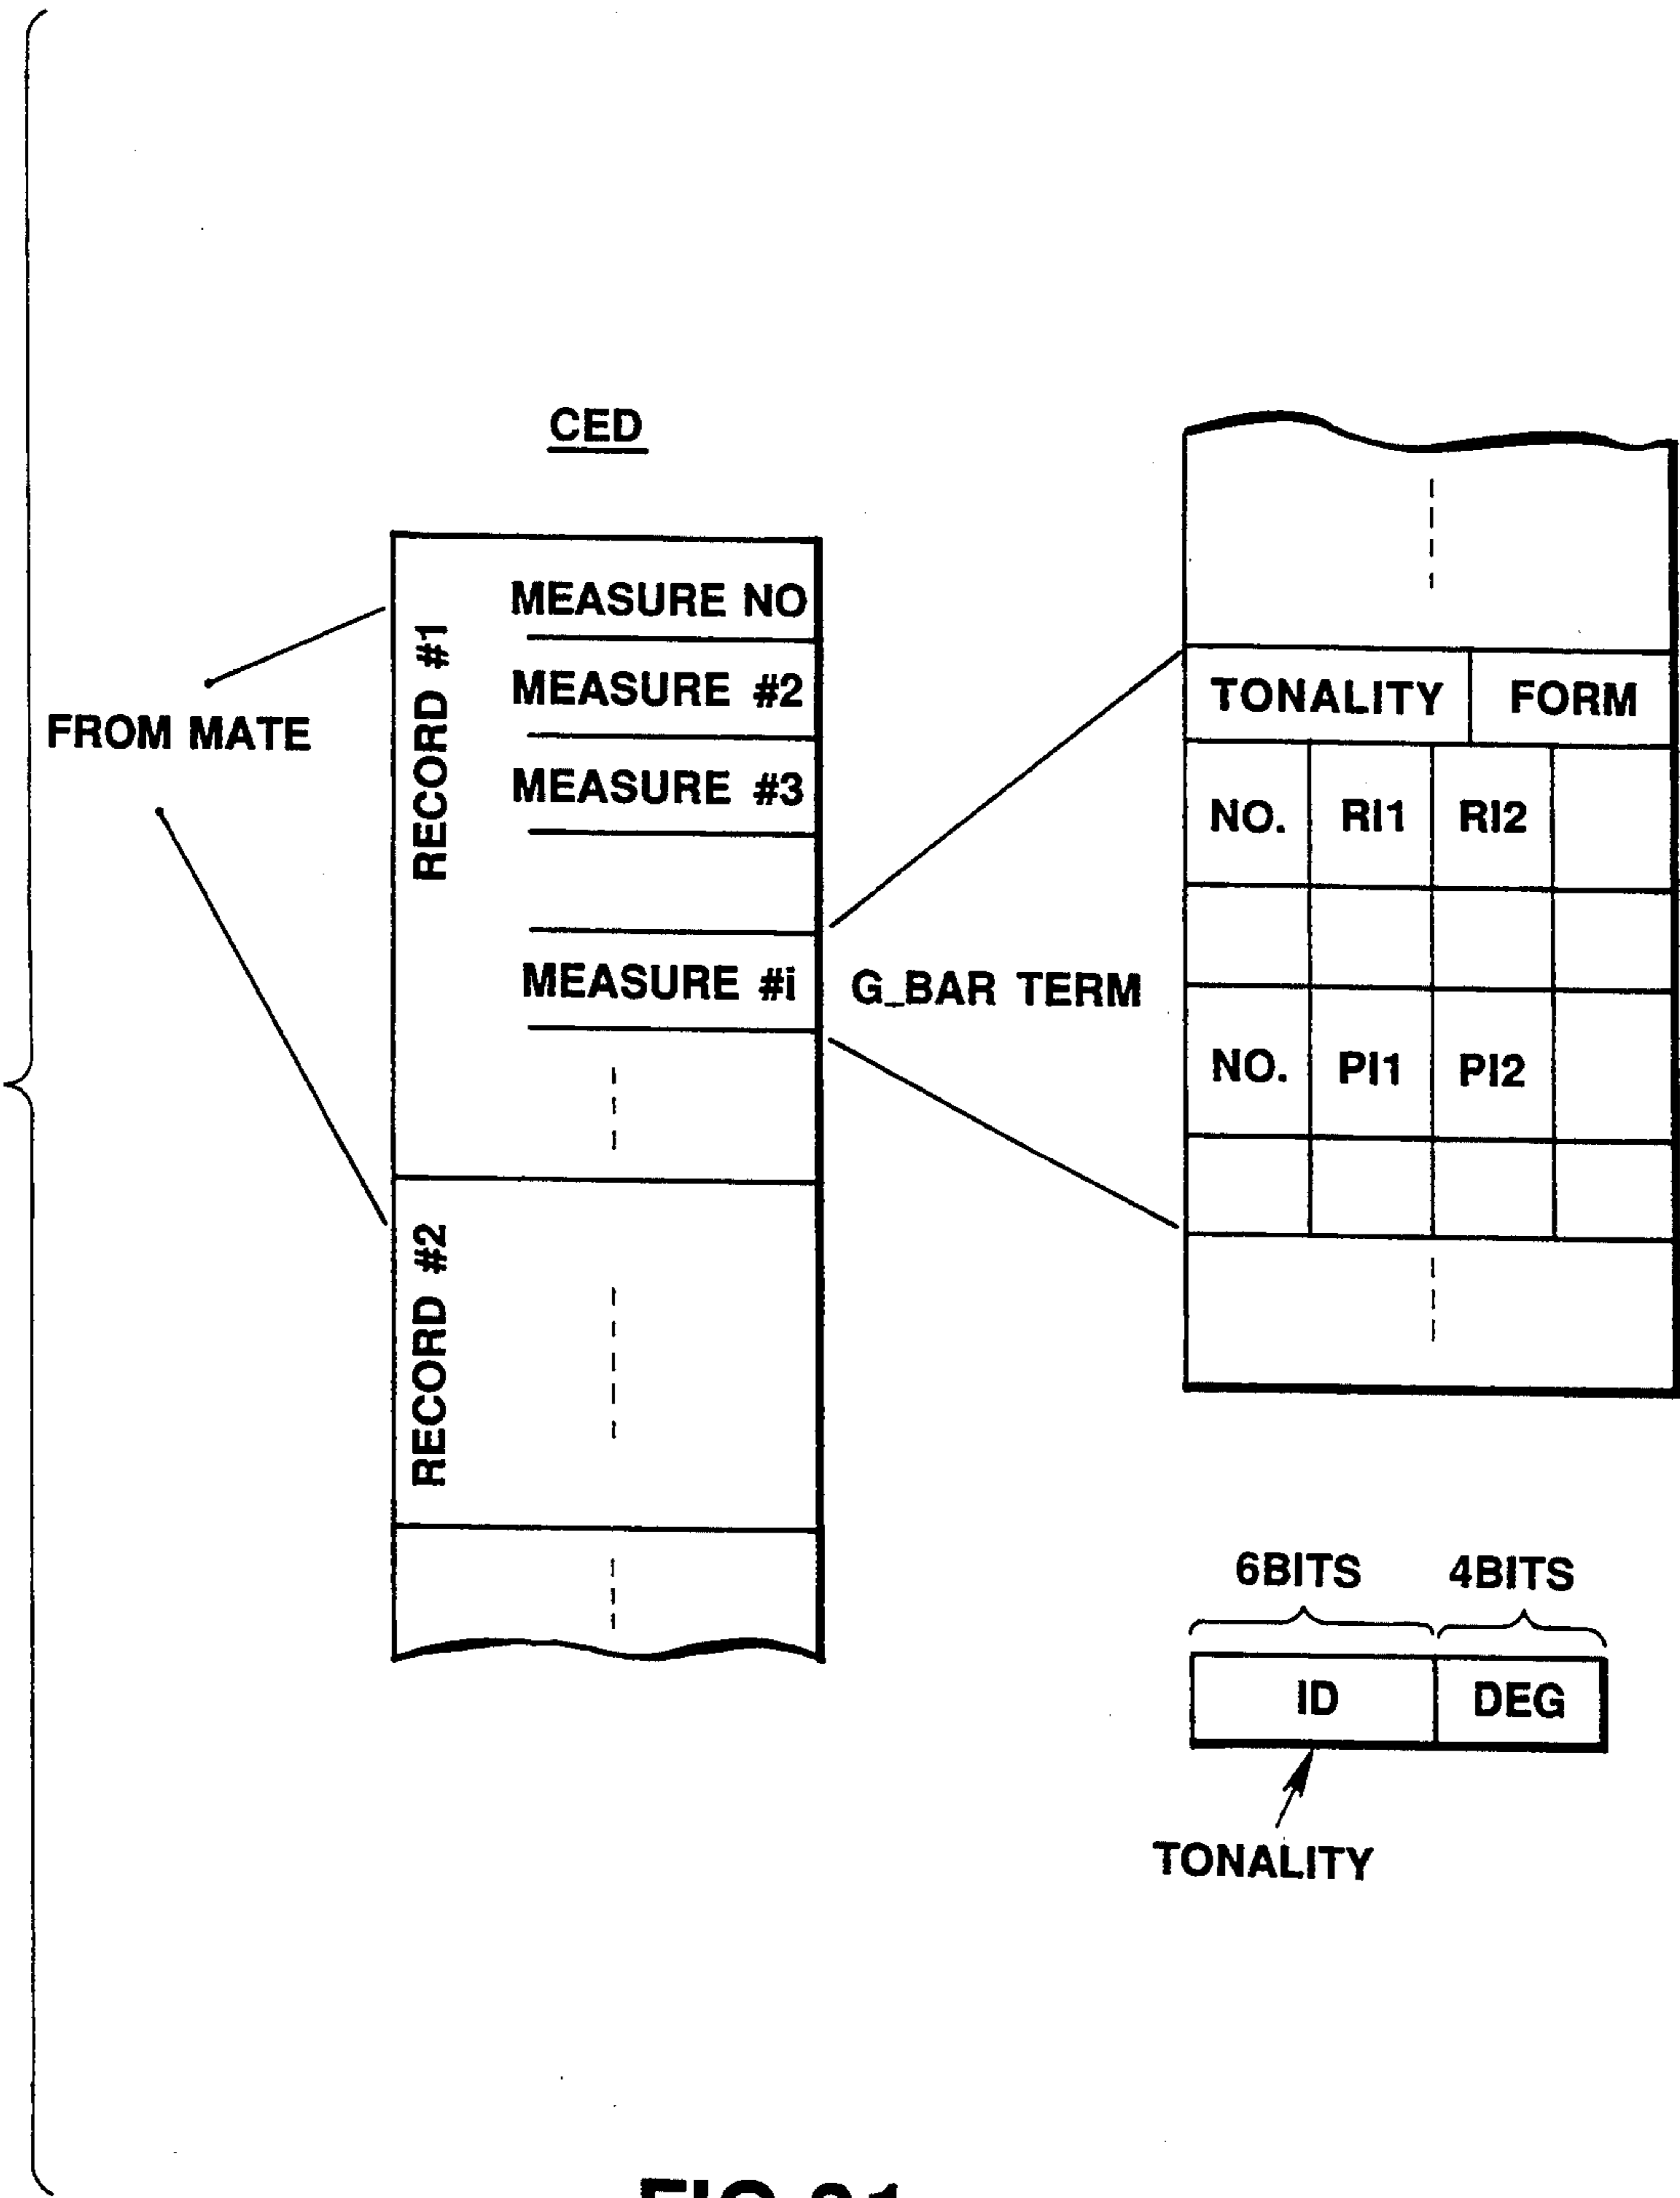 CED
RECORD #1
MEASURE NO
MEASURE #2
MEASURE #3
MEASURE #i
FROM MATE
G_BAR TERM
RECORD #2
TONALITY FORM
NO. RI1 RI2
NO. PI1 PI2
6BITS 4BITS
ID DEG
TONALITY